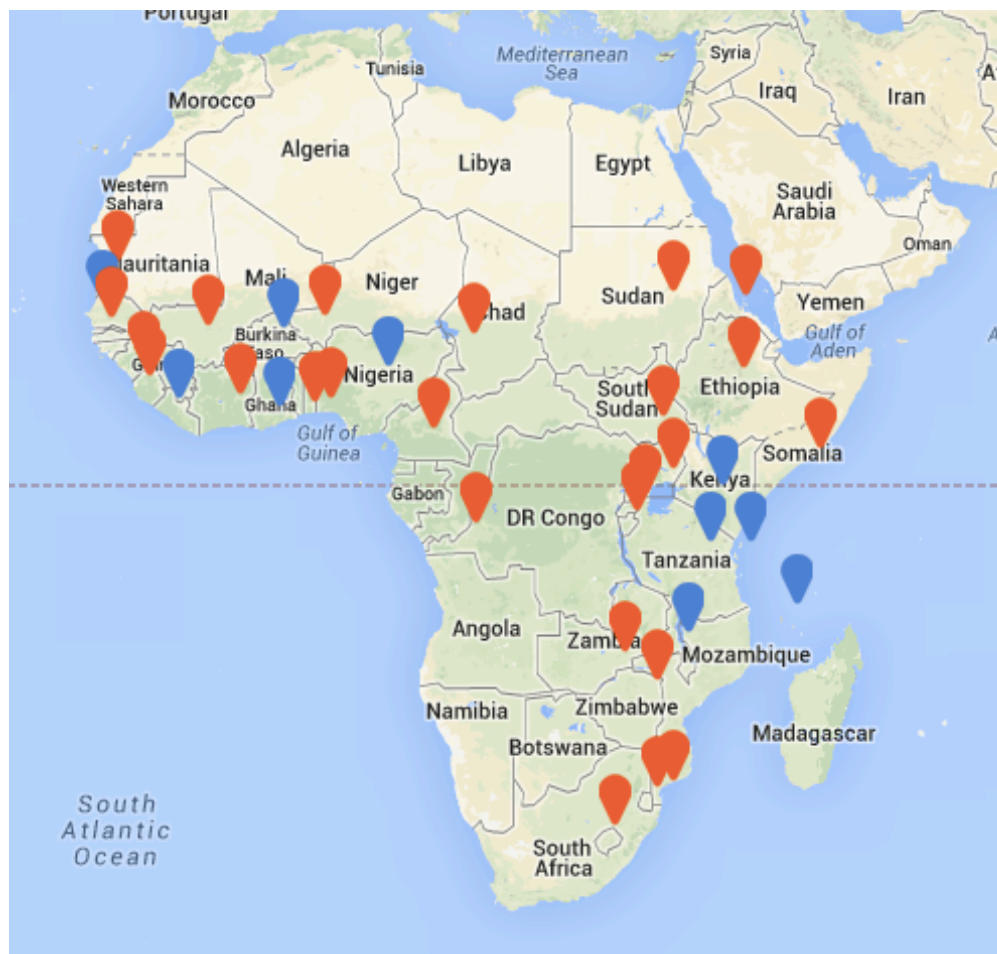 Portugal
Mediterranean
Sea
Syria
Tunisia
Iraq
Iran
Morocco
Algeria
Libya
Egypt
Western
Sahara
Saudi
Arabia
Oman
auritania
Mali
Niger
Sudan
Yemen
Chad
Gulf of
Aden
Burkina
Faso
Nigeria
Ethiopia
South
Sudan
Ghana
Gulf of
Guinea
Somalia
Kenya
Gabon
DR Congo
Tanzania
Angola
Zambia
Mozambique
Zimbabwe
Namibia
Madagascar
Botswana
South
Atlantic
Ocean
South
Africa